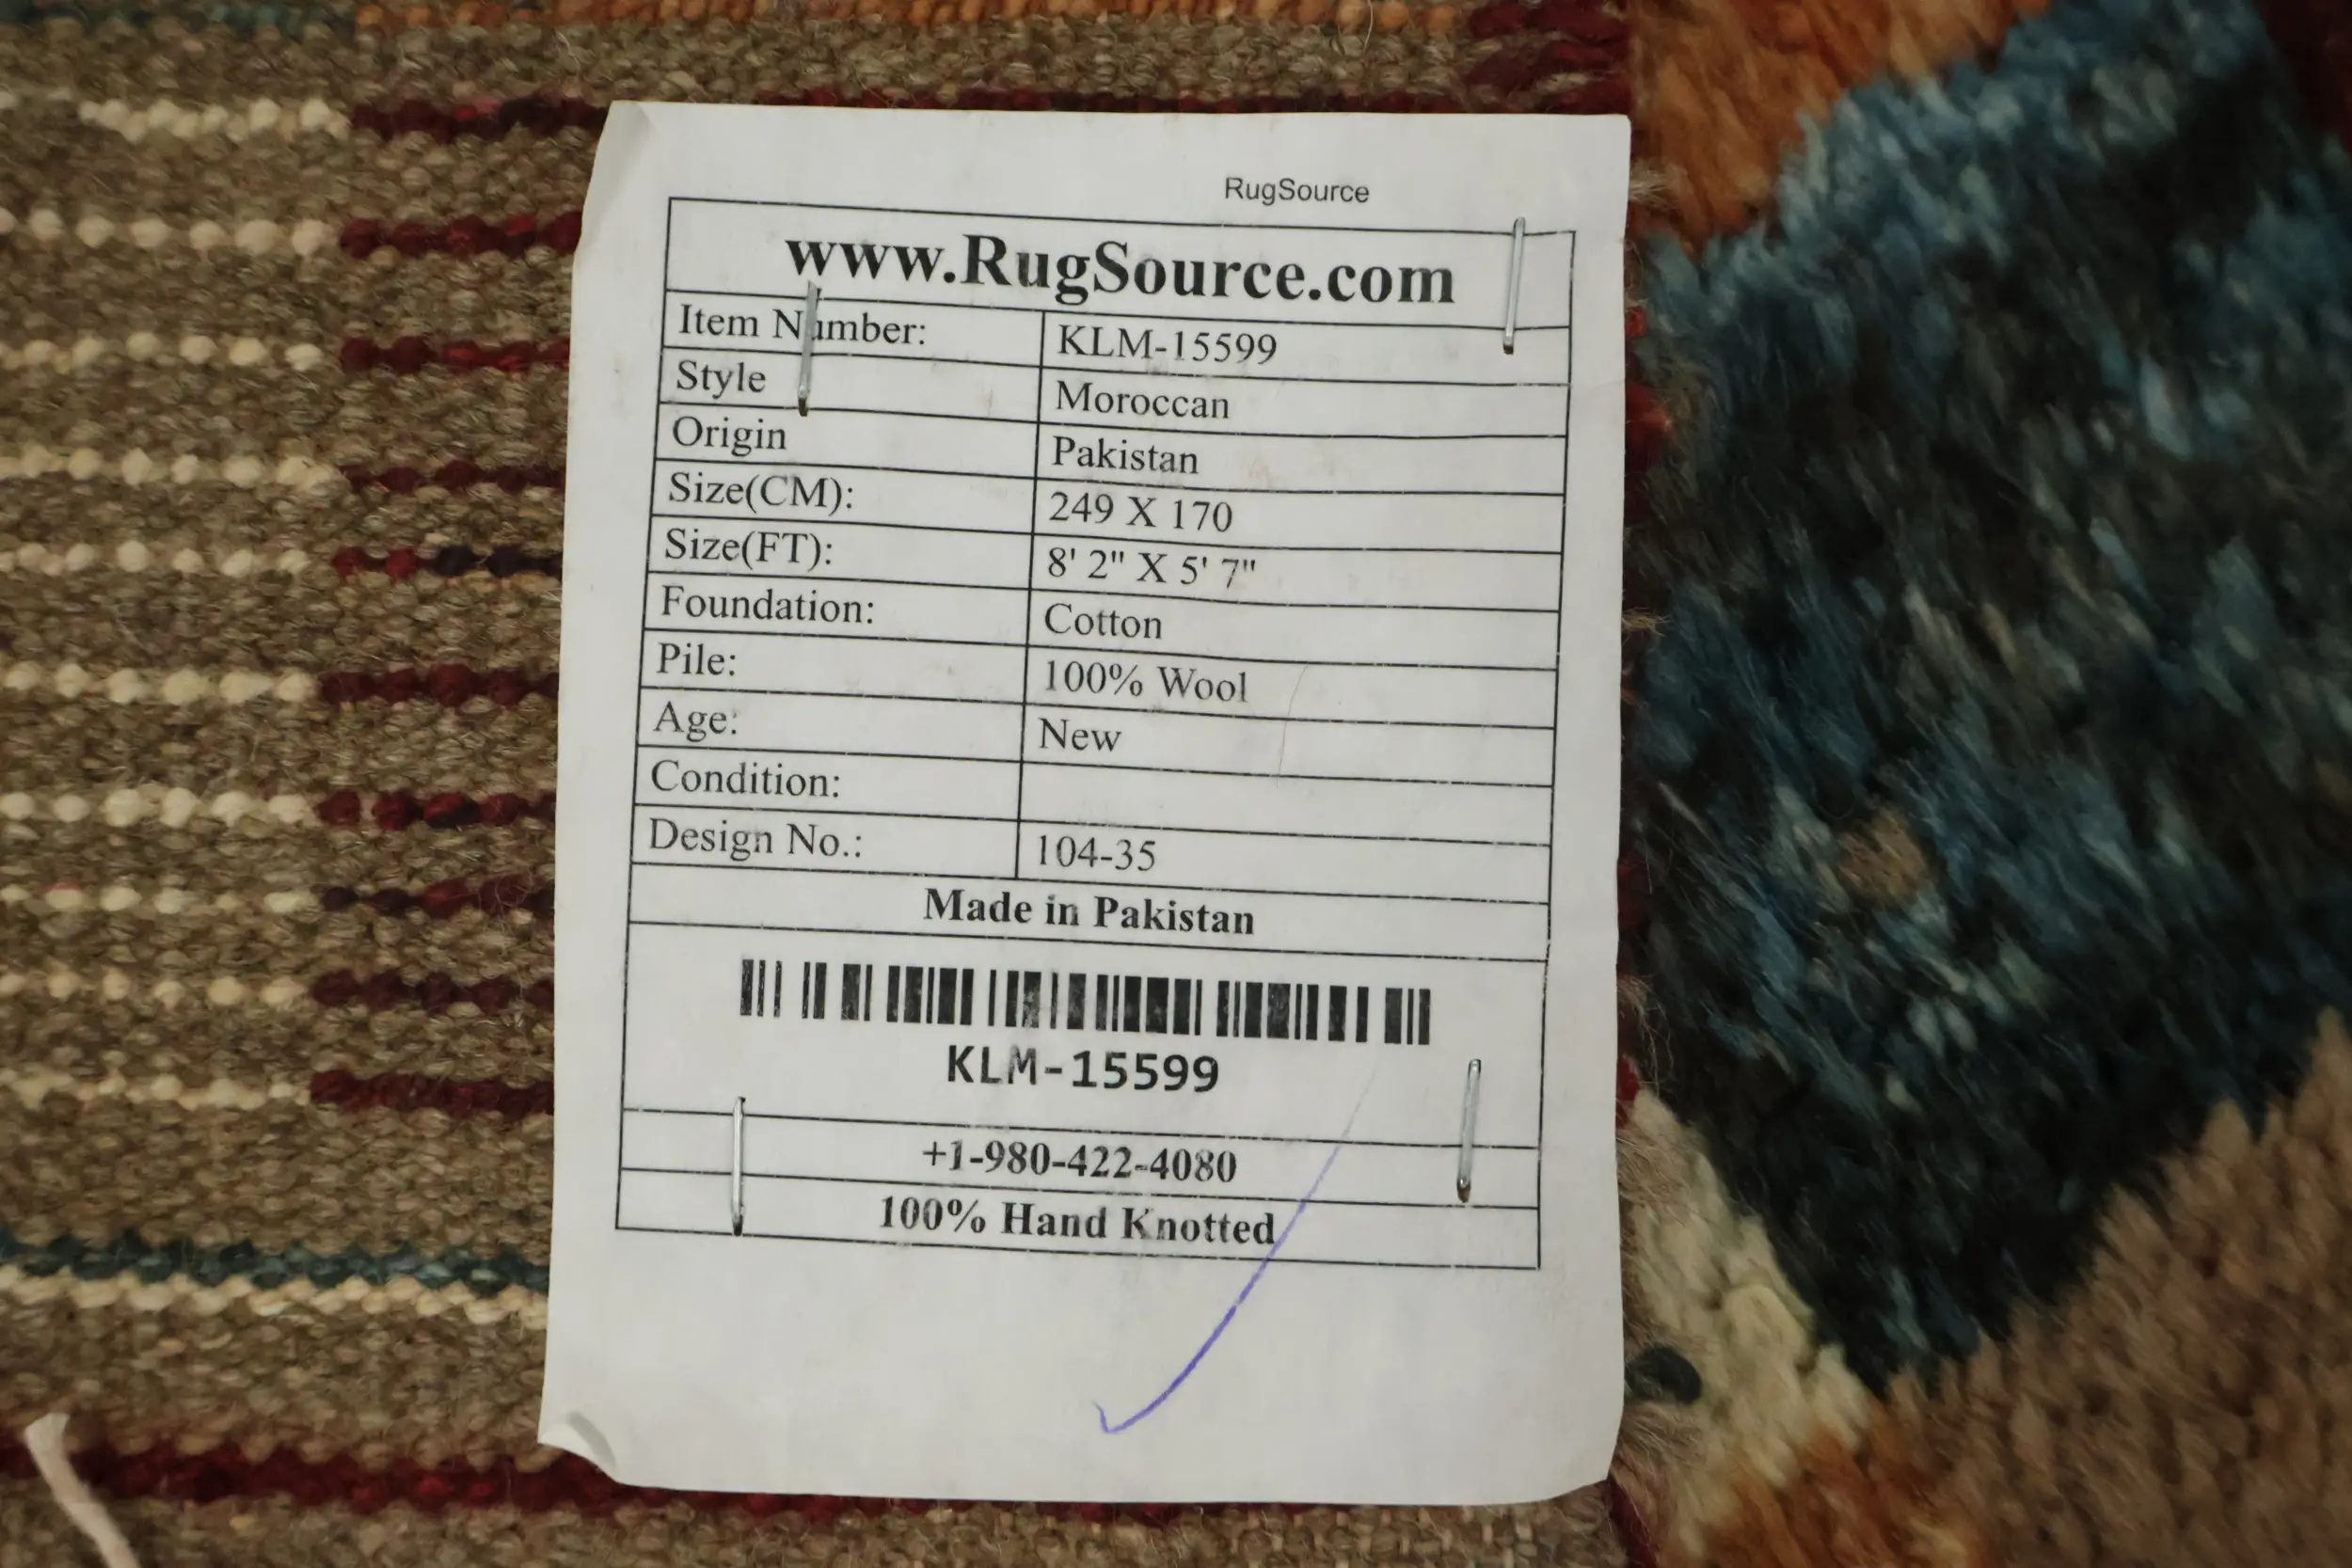 RugSource
www.RugSource.com
Item Number: KLM-15599
Style Moroccan
Origin Pakistan
Size(CM): 249 X 170
Size(FT): 8' 2" X 5' 7"
Foundation: Cotton
Pile: 100% Wool
Age: New
Condition:
Design No.: 104-35
Made in Pakistan
KLM-15599
+1-980-422-4080
100% Hand Knotted